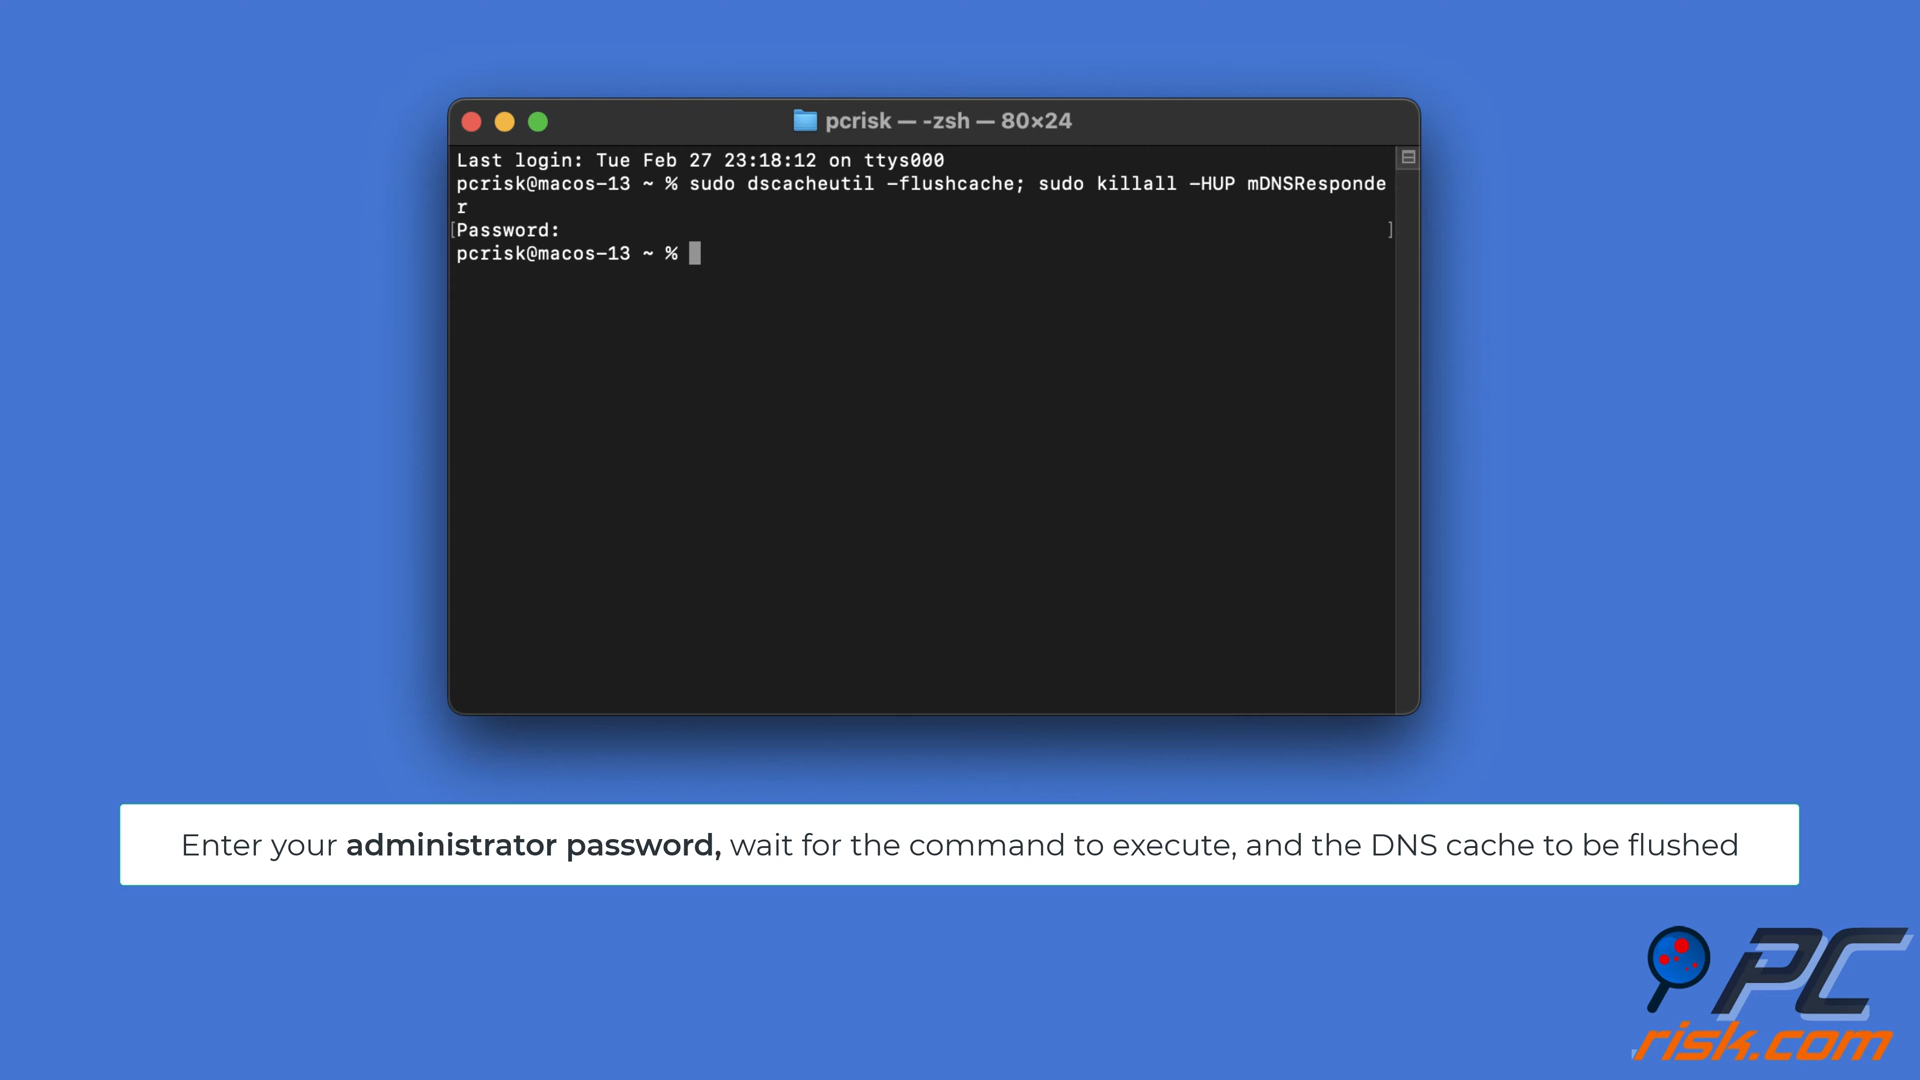 pcrisk — -zsh — 80×24
Last login: Tue Feb 27 23:18:12 on ttys000
pcrisk@macos-13 ~ % sudo dscacheutil -flushcache; sudo killall -HUP mDNSResponde
r
[Password: ]
pcrisk@macos-13 ~ %
Enter your administrator password, wait for the command to execute, and the DNS cache to be flushed
PC
risk.com